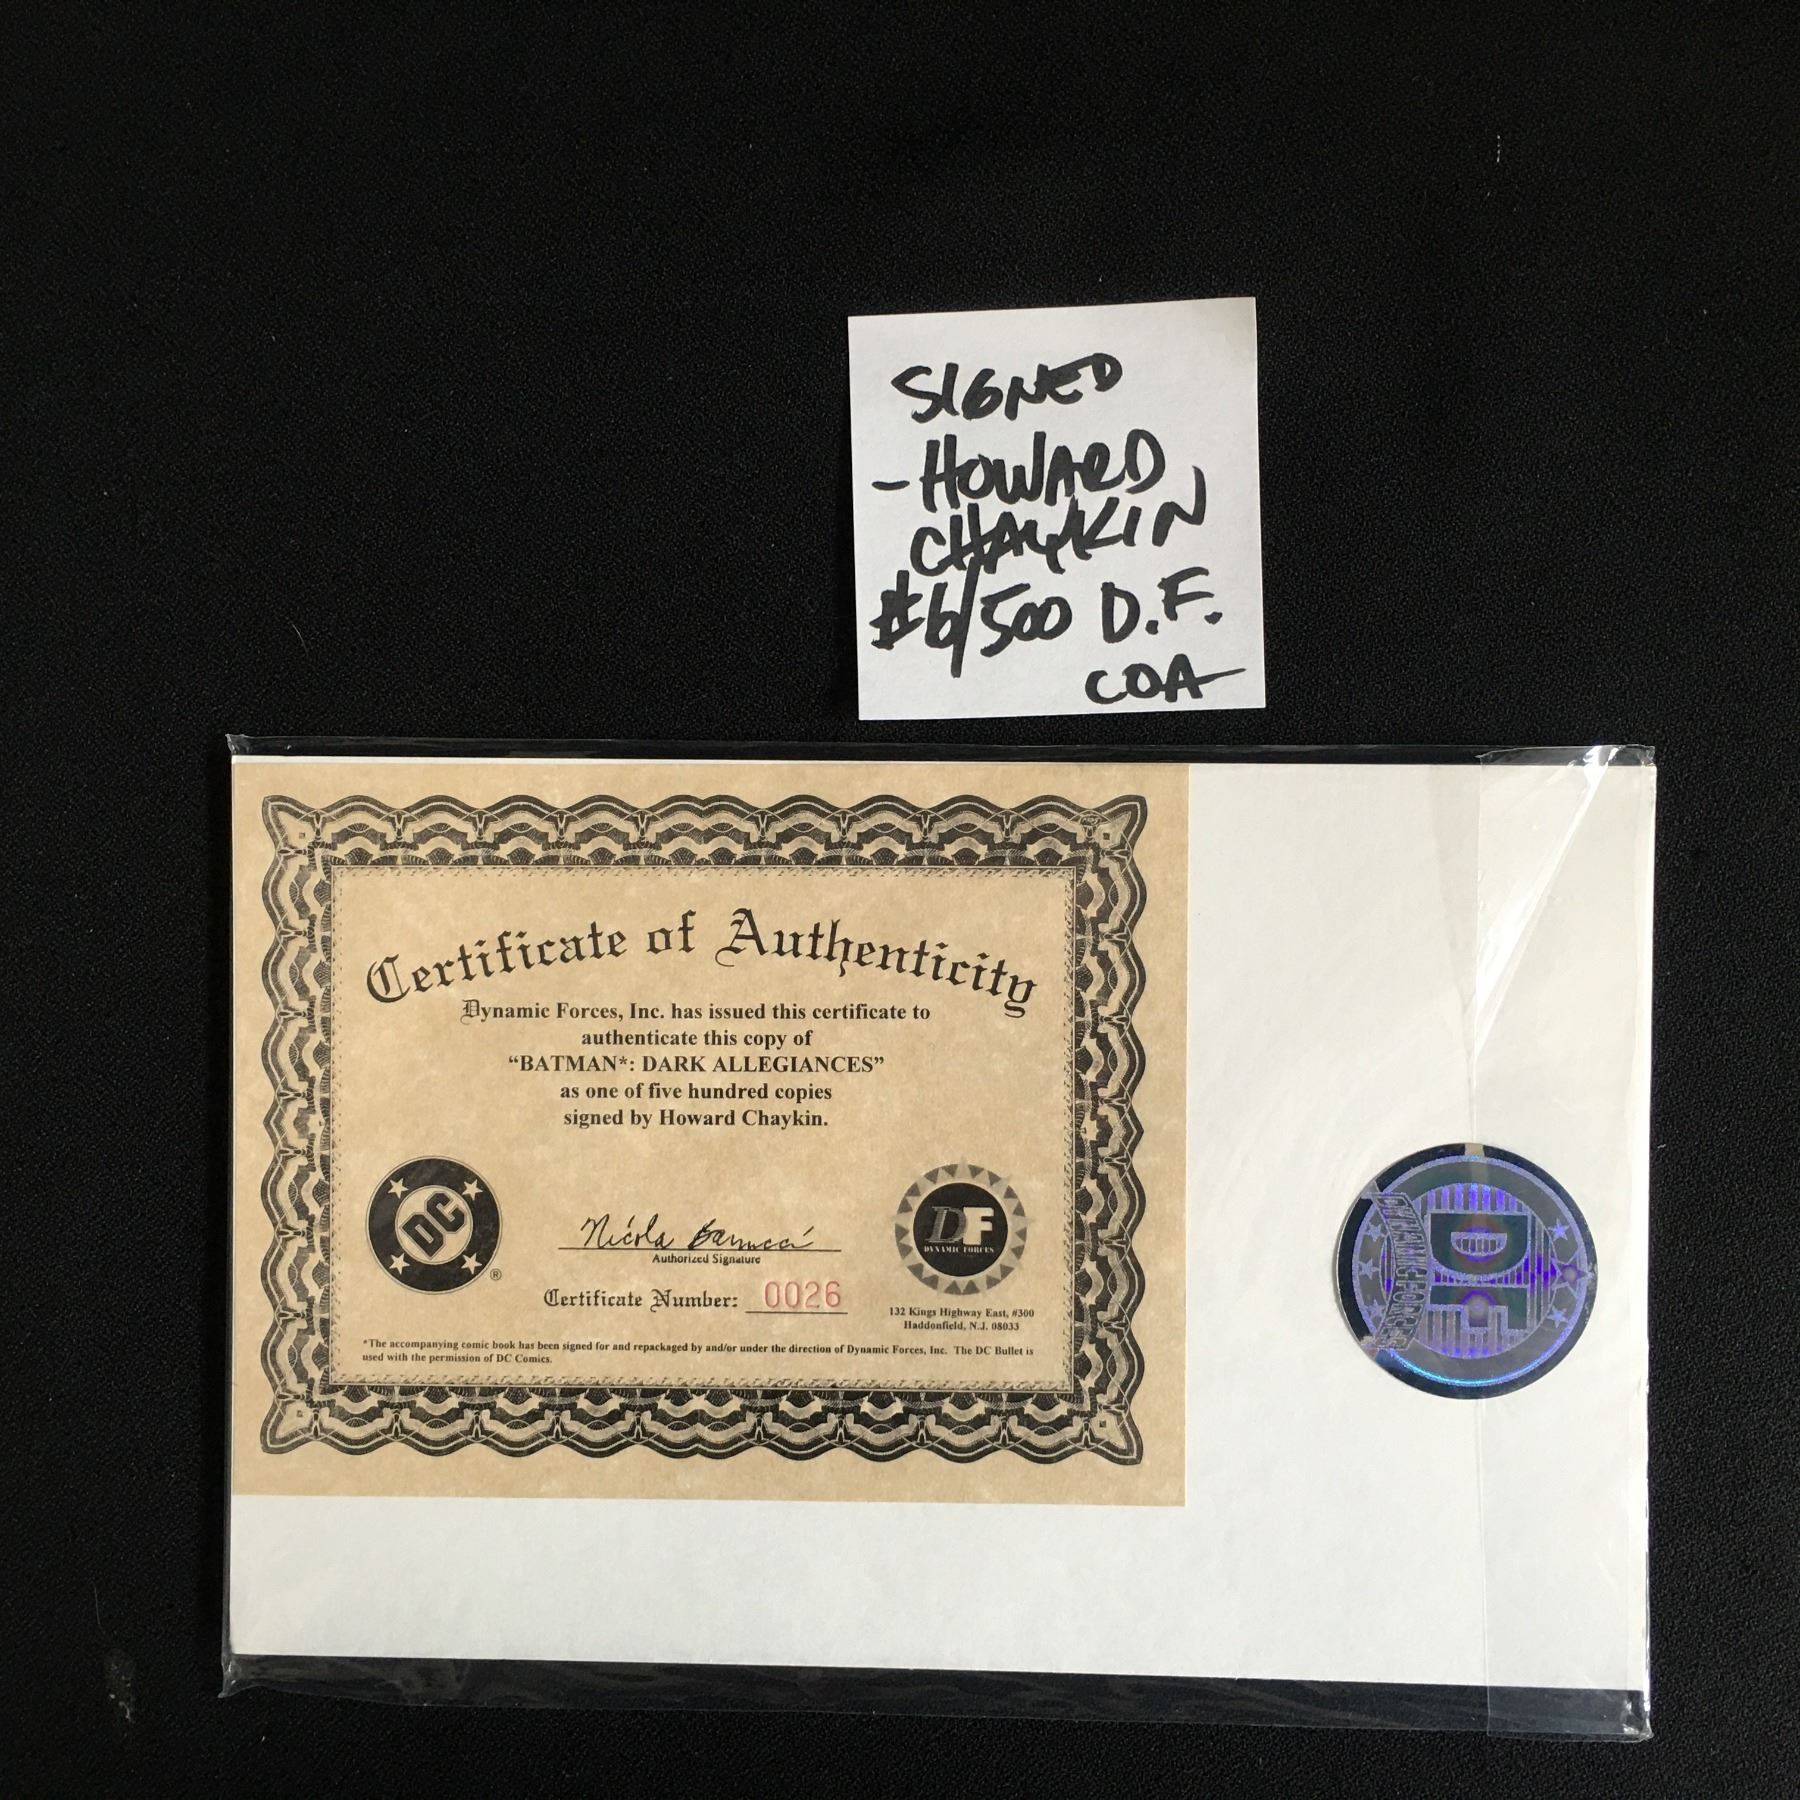 SIGNED
-HOWARD
CHAYKIN
#6/500 D.F.
COA
Certificate of Authenticity
Dynamic Forces, Inc. has issued this certificate to
authenticate this copy of
“BATMAN*: DARK ALLEGIANCES”
as one of five hundred copies
signed by Howard Chaykin.
DC
®
Nicola Barrucci
Authorized Signature
Certificate Number: 0026
DF
DYNAMIC FORCES
132 Kings Highway East, #300
Haddonfield, N.J. 08033
*The accompanying comic book has been signed for and repackaged by and/or under the direction of Dynamic Forces, Inc. The DC Bullet is
used with the permission of DC Comics.
DF
DYNAMIC FORCES